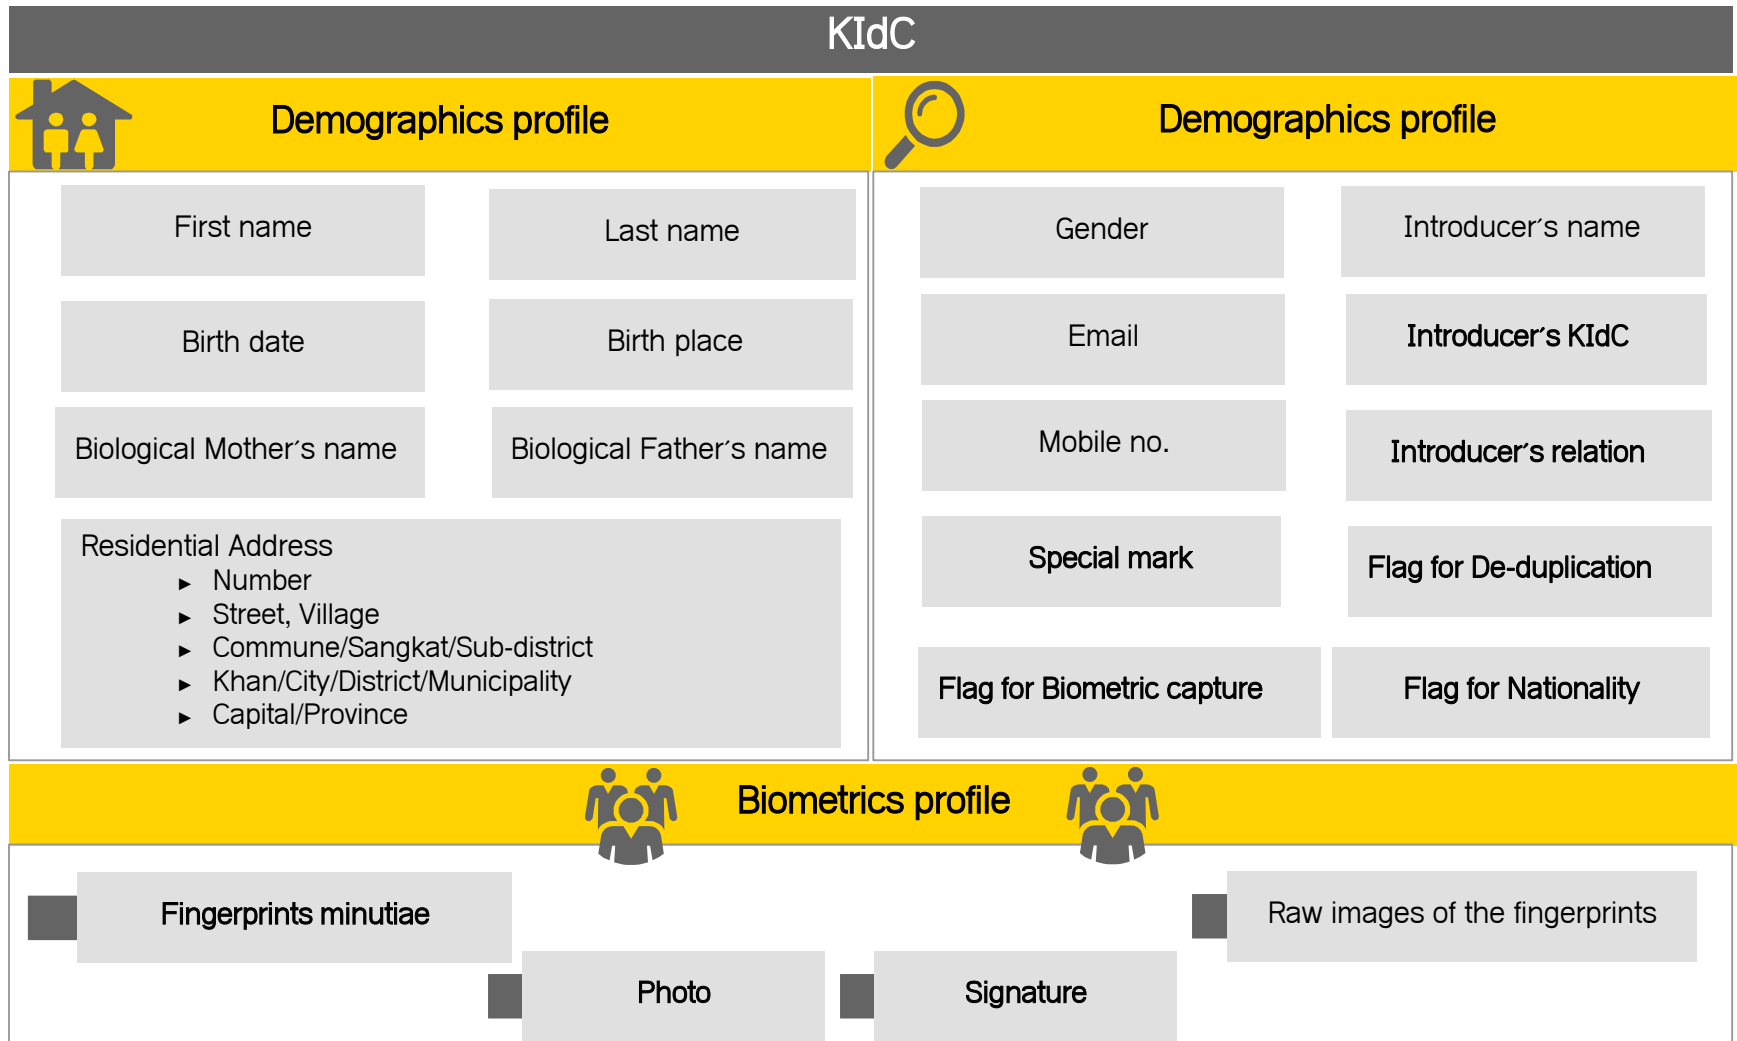 KIdC
Demographics profile
First name
Last name
Birth date
Birth place
Biological Mother´s name
Biological Father´s name
Residential Address
► Number
► Street, Village
► Commune/Sangkat/Sub-district
► Khan/City/District/Municipality
► Capital/Province
Demographics profile
Gender
Introducer´s name
Email
Introducer´s KIdC
Mobile no.
Introducer´s relation
Special mark
Flag for De-duplication
Flag for Biometric capture
Flag for Nationality
Biometrics profile
Fingerprints minutiae
Photo
Signature
Raw images of the fingerprints